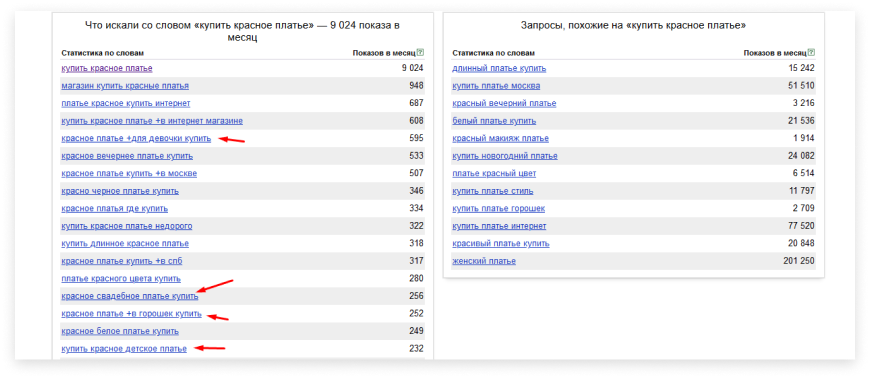 Что искали со словом «купить красное платье» — 9 024 показа в
месяц
Статистика по словам Показов в месяц ?
купить красное платье 9 024
магазин купить красные платья 948
платье красное купить интернет 687
купить красное платье +в интернет магазине 608
красное платье +для девочки купить 595
красное вечернее платье купить 533
красное платье купить +в москве 507
красно черное платье купить 346
красное платья где купить 334
купить красное платье недорого 322
купить длинное красное платье 318
красное платье купить +в спб 317
платье красного цвета купить 280
красное свадебное платье купить 256
красное платье +в горошек купить 252
красное белое платье купить 249
купить красное детское платье 232
Запросы, похожие на «купить красное платье»
Статистика по словам Показов в месяц ?
длинный платье купить 15 242
купить платье москва 51 510
красный вечерний платье 3 216
белый платье купить 21 536
красный макияж платье 1 914
купить новогодний платье 24 082
платье красный цвет 6 514
купить платье стиль 11 797
купить платье горошек 2 709
купить платье интернет 77 520
красивый платье купить 20 848
женский платье 201 250